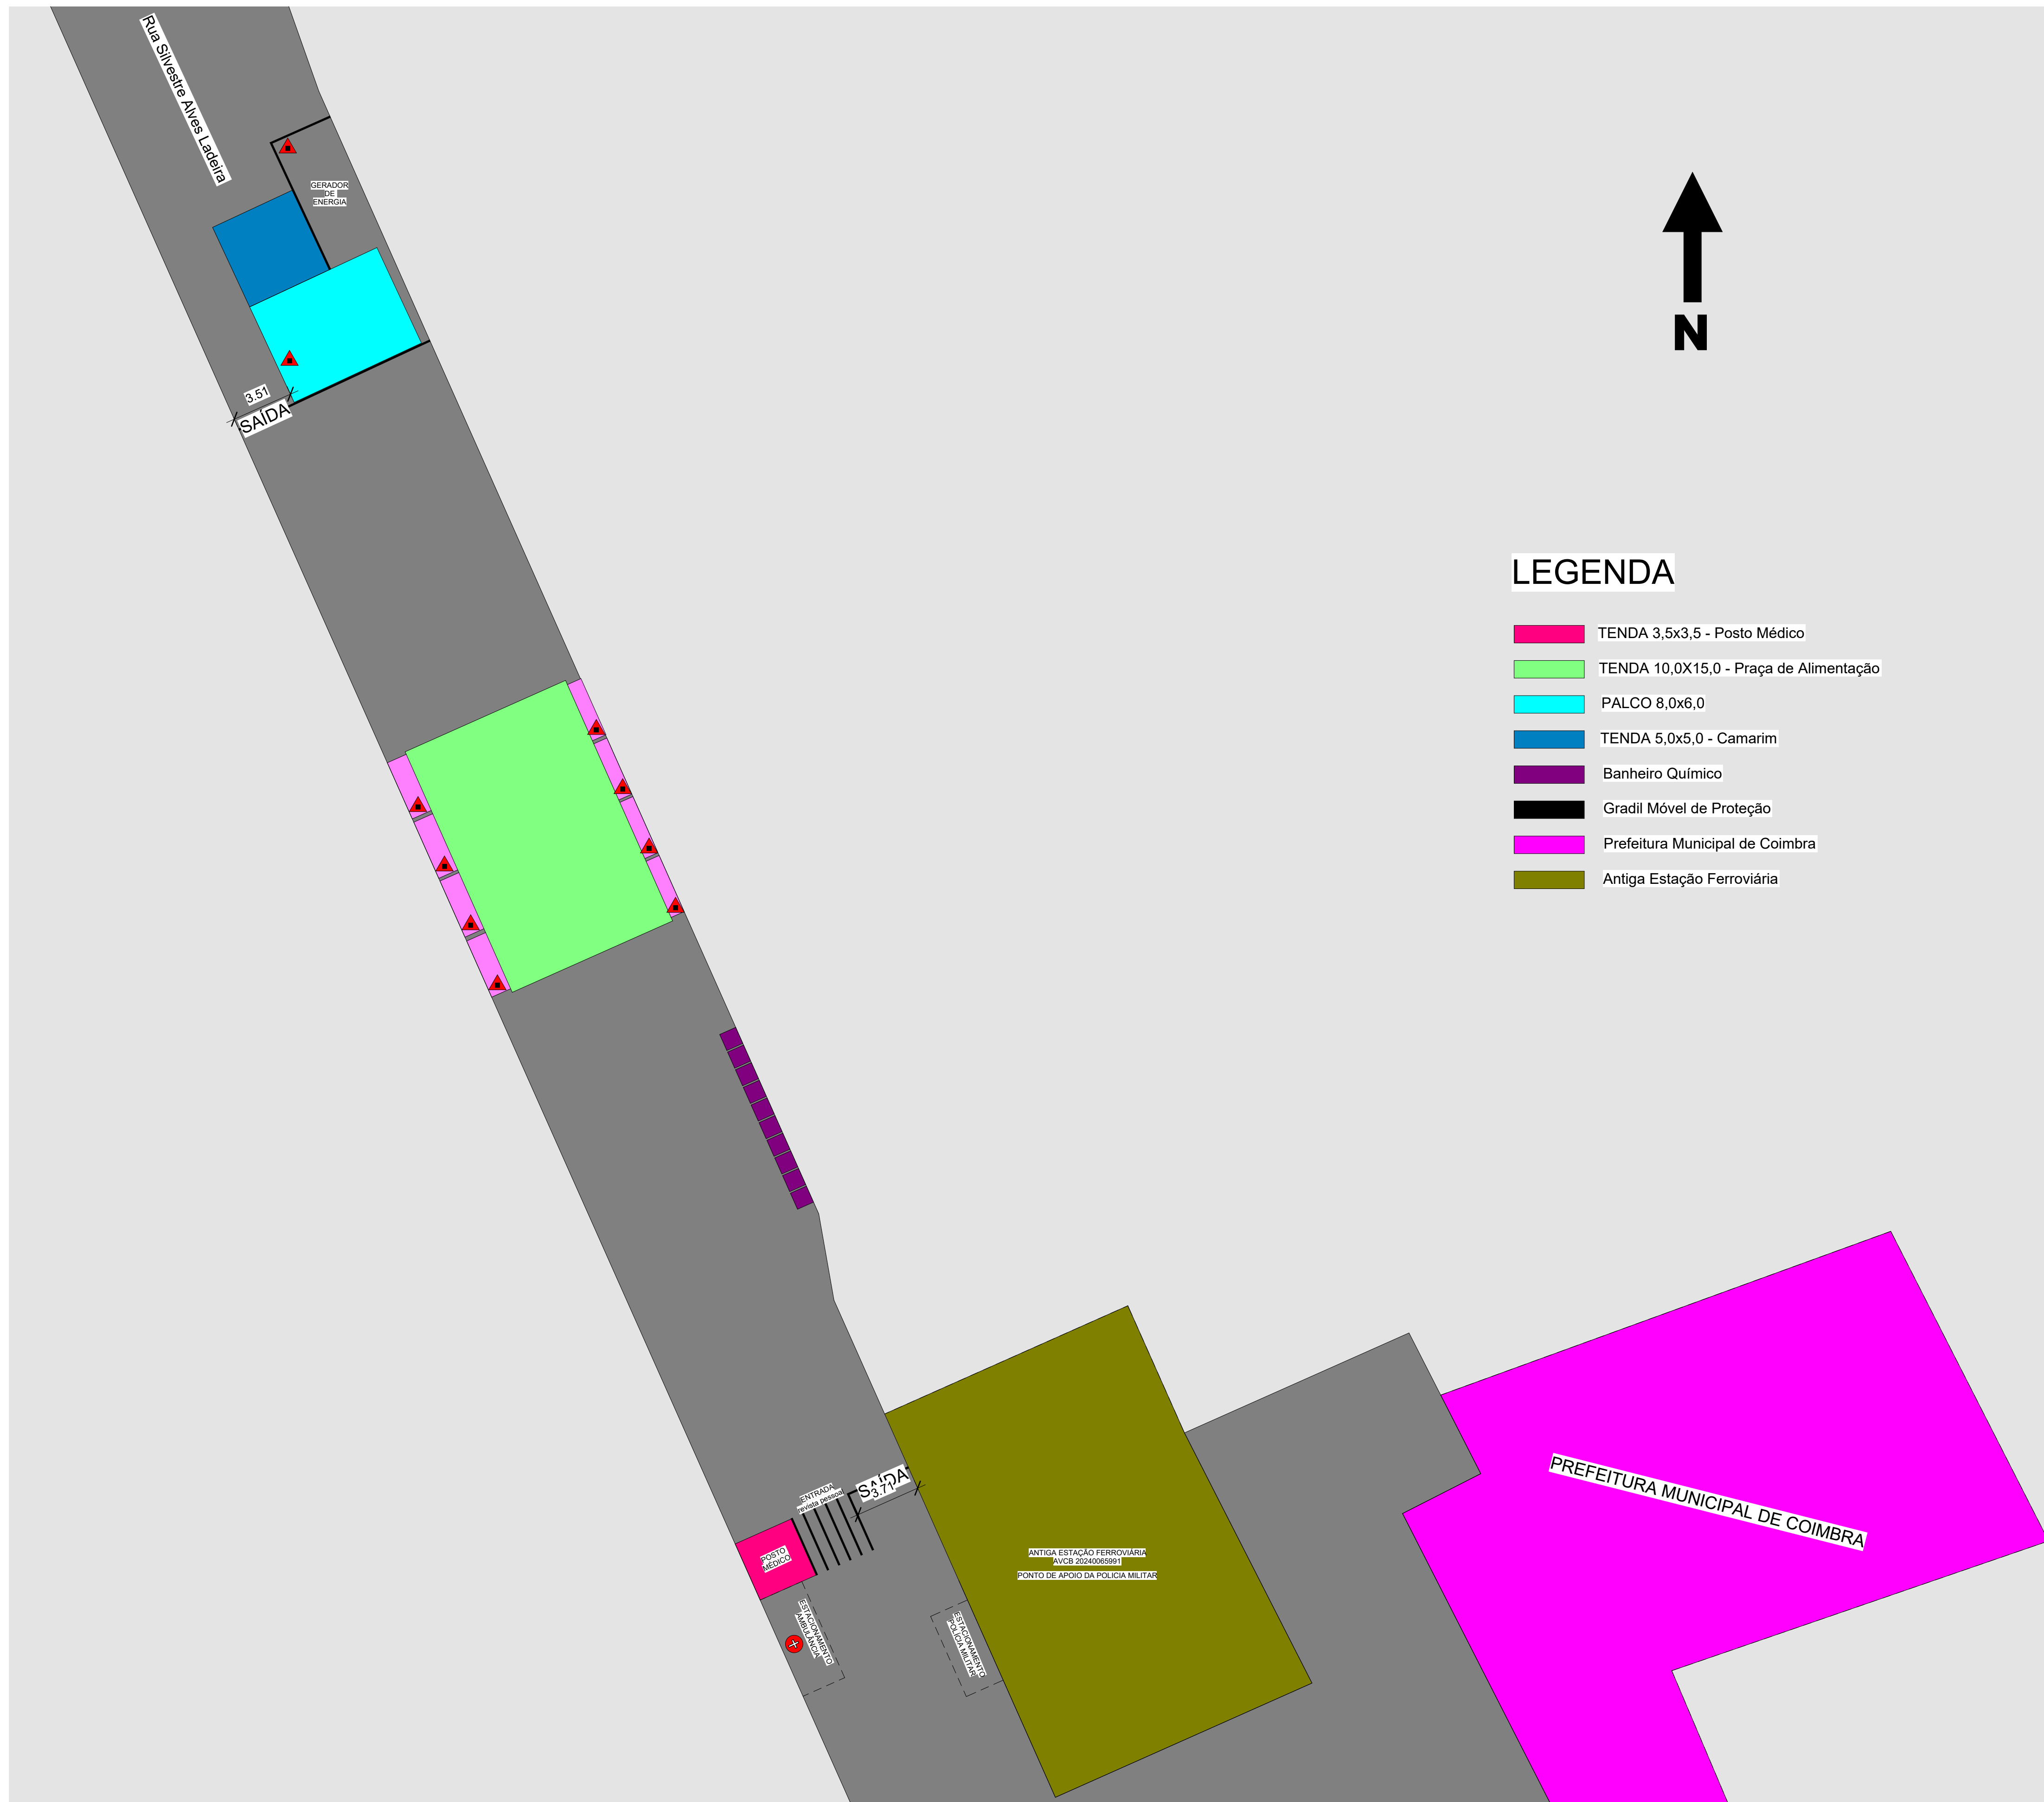 Rua Silvestre Alves Ladeira
GERADOR
DE
ENERGIA
N
3.51
SAÍDA
LEGENDA
TENDA 3,5x3,5 - Posto Médico
TENDA 10,0X15,0 - Praça de Alimentação
PALCO 8,0x6,0
TENDA 5,0x5,0 - Camarim
Banheiro Químico
Gradil Móvel de Proteção
Prefeitura Municipal de Coimbra
Antiga Estação Ferroviária
PREFEITURA MUNICIPAL DE COIMBRA
SAÍDA
3.71
ENTRADA
revista pessoal
POSTO
MÉDICO
ANTIGA ESTAÇÃO FERROVIÁRIA
AVCB 20240065991
PONTO DE APOIO DA POLICIA MILITAR
ESTACIONAMENTO
AMBULÂNCIA
ESTACIONAMENTO
POLÍCIA MILITAR